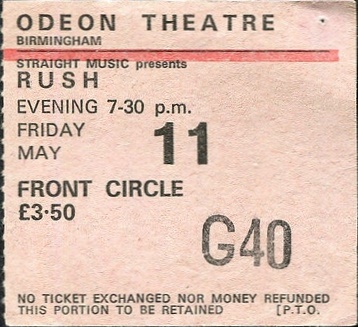 ODEON THEATRE
BIRMINGHAM
STRAIGHT MUSIC presents
RUSH
EVENING 7-30 p.m.
FRIDAY
MAY 11
FRONT CIRCLE
£3·50
G40
NO TICKET EXCHANGED NOR MONEY REFUNDED
THIS PORTION TO BE RETAINED [P.T.O.